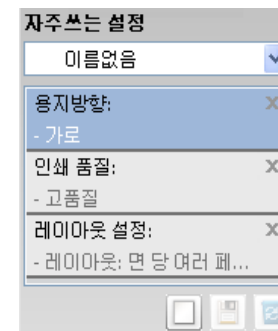 자주쓰는 설정
이름없음
용지방향:
- 가로
인쇄 품질:
- 고품질
레이아웃 설정:
- 레이아웃: 면 당 여러 페...